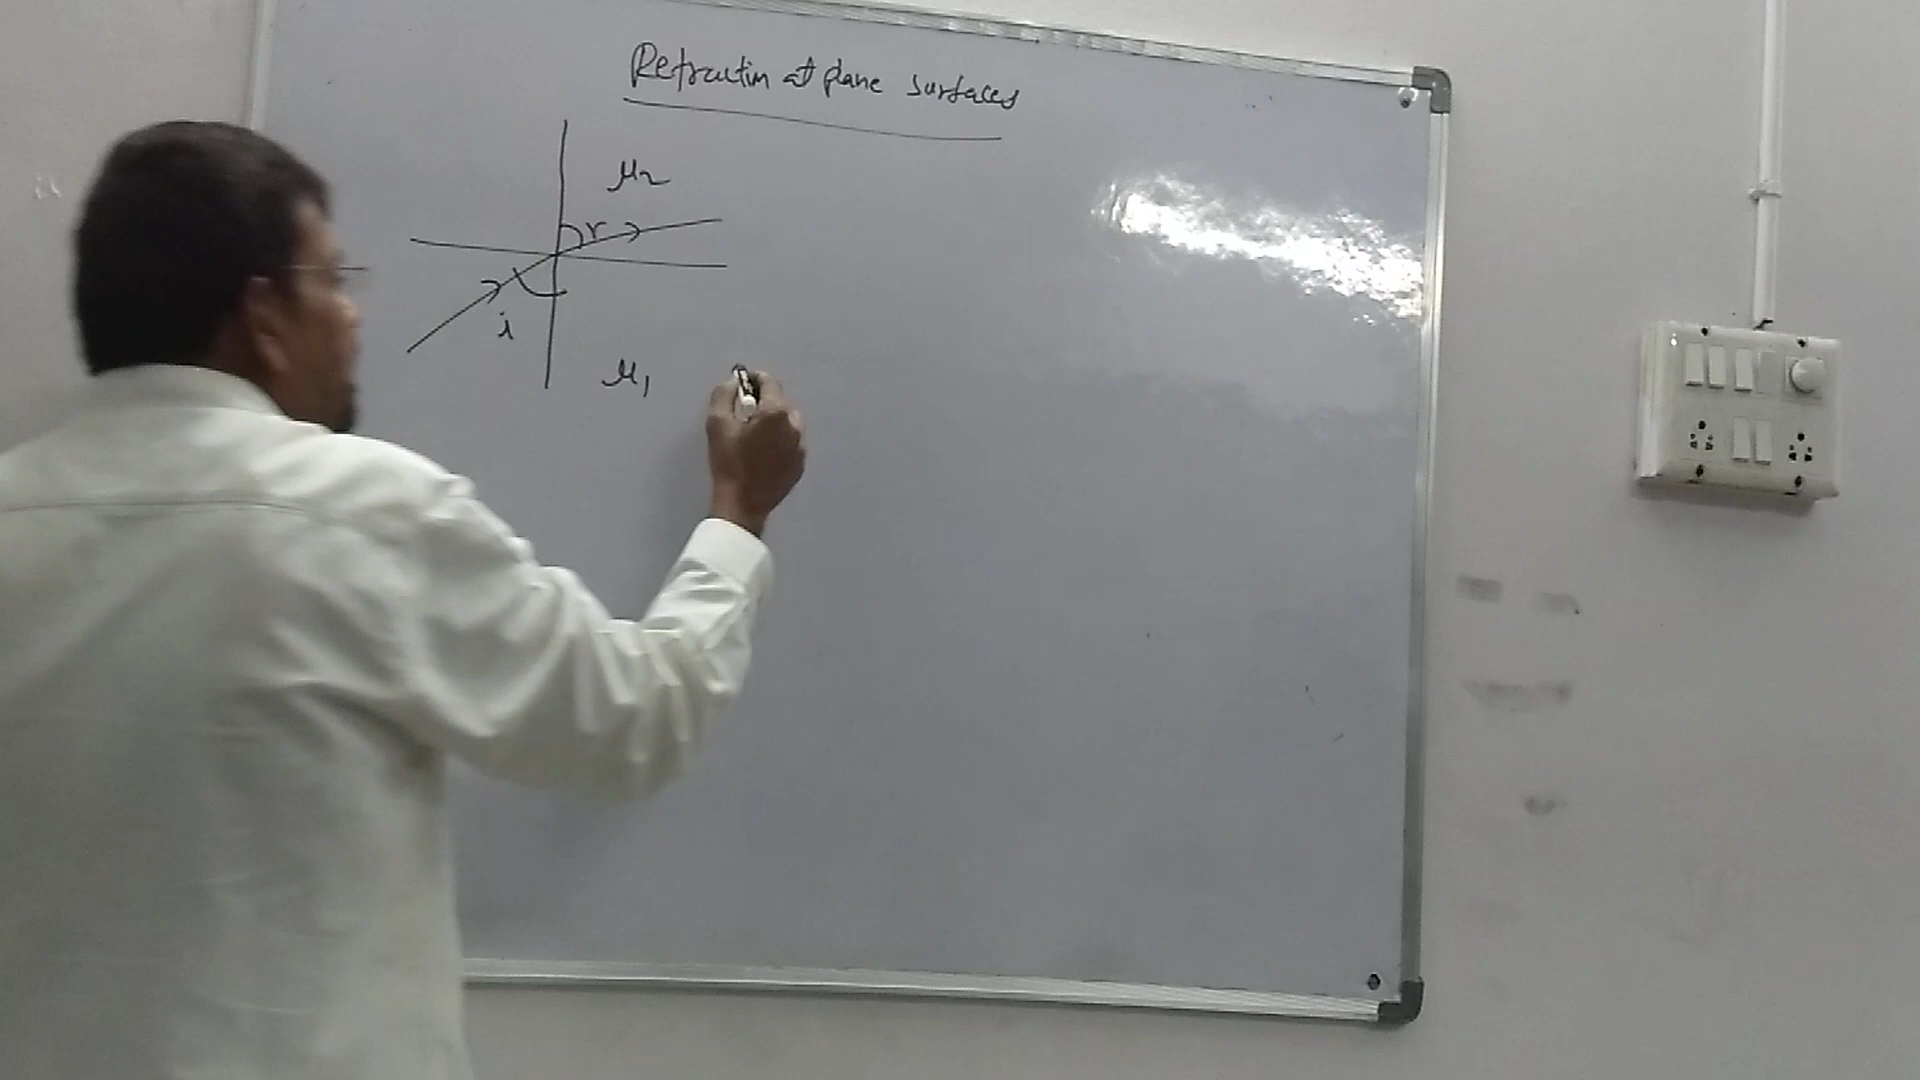 Refraction at plane surfaces
μ2
r
i
μ1